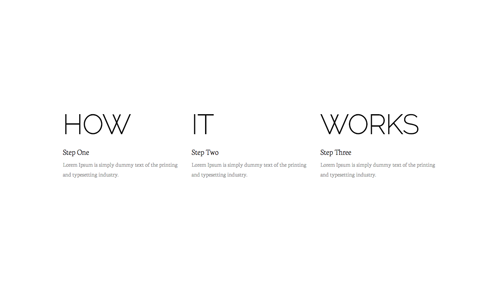 HOW IT WORKS
Step One
Lorem Ipsum is simply dummy text of the printing
and typesetting industry.
Step Two
Lorem Ipsum is simply dummy text of the printing
and typesetting industry.
Step Three
Lorem Ipsum is simply dummy text of the printing
and typesetting industry.